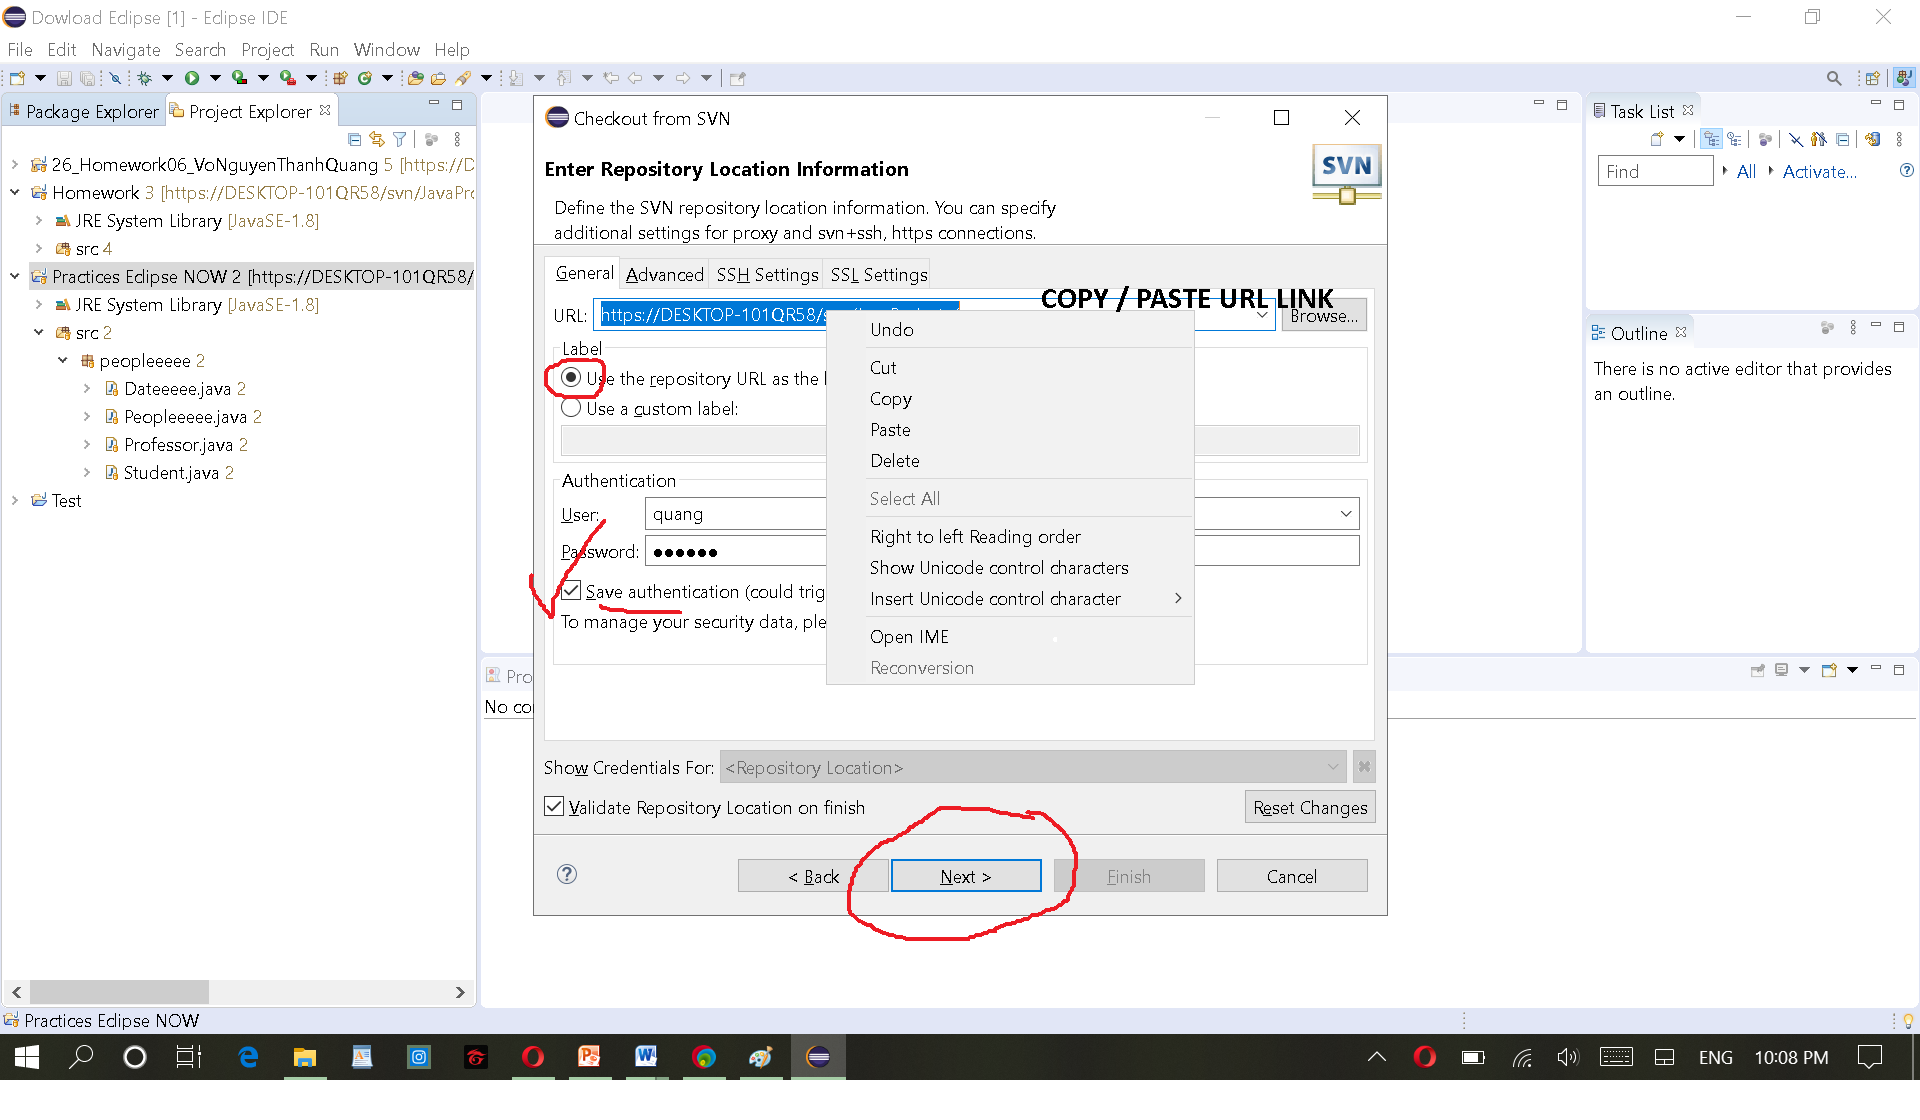 Dowload Eclipse [1] - Eclipse IDE
File Edit Navigate Search Project Run Window Help
Package Explorer Project Explorer
26_Homework06_VoNguyenThanhQuang 5 [https://D
Homework 3 [https://DESKTOP-101QR58/svn/JavaPro
JRE System Library [JavaSE-1.8]
src 4
Practices Eclipse NOW 2 [https://DESKTOP-101QR58/
JRE System Library [JavaSE-1.8]
src 2
peopleeeee 2
Dateeeee.java 2
Peopleeeee.java 2
Professor.java 2
Student.java 2
Test
Checkout from SVN
Enter Repository Location Information
SVN
Define the SVN repository location information. You can specify
additional settings for proxy and svn+ssh, https connections.
General Advanced SSH Settings SSL Settings
COPY / PASTE URL LINK
URL: https://DESKTOP-101QR58/ Browse...
Label
Use the repository URL as the
Use a custom label:
Authentication
User: quang
Password: ●●●●●●
Save authentication (could trig
To manage your security data, ple
Undo
Cut
Copy
Paste
Delete
Select All
Right to left Reading order
Show Unicode control characters
Insert Unicode control character
Open IME
Reconversion
Show Credentials For: <Repository Location>
Validate Repository Location on finish
Reset Changes
< Back Next > Finish Cancel
Pro
No co
Task List
Find All Activate...
Outline
There is no active editor that provides
an outline.
Practices Eclipse NOW
ENG 10:08 PM